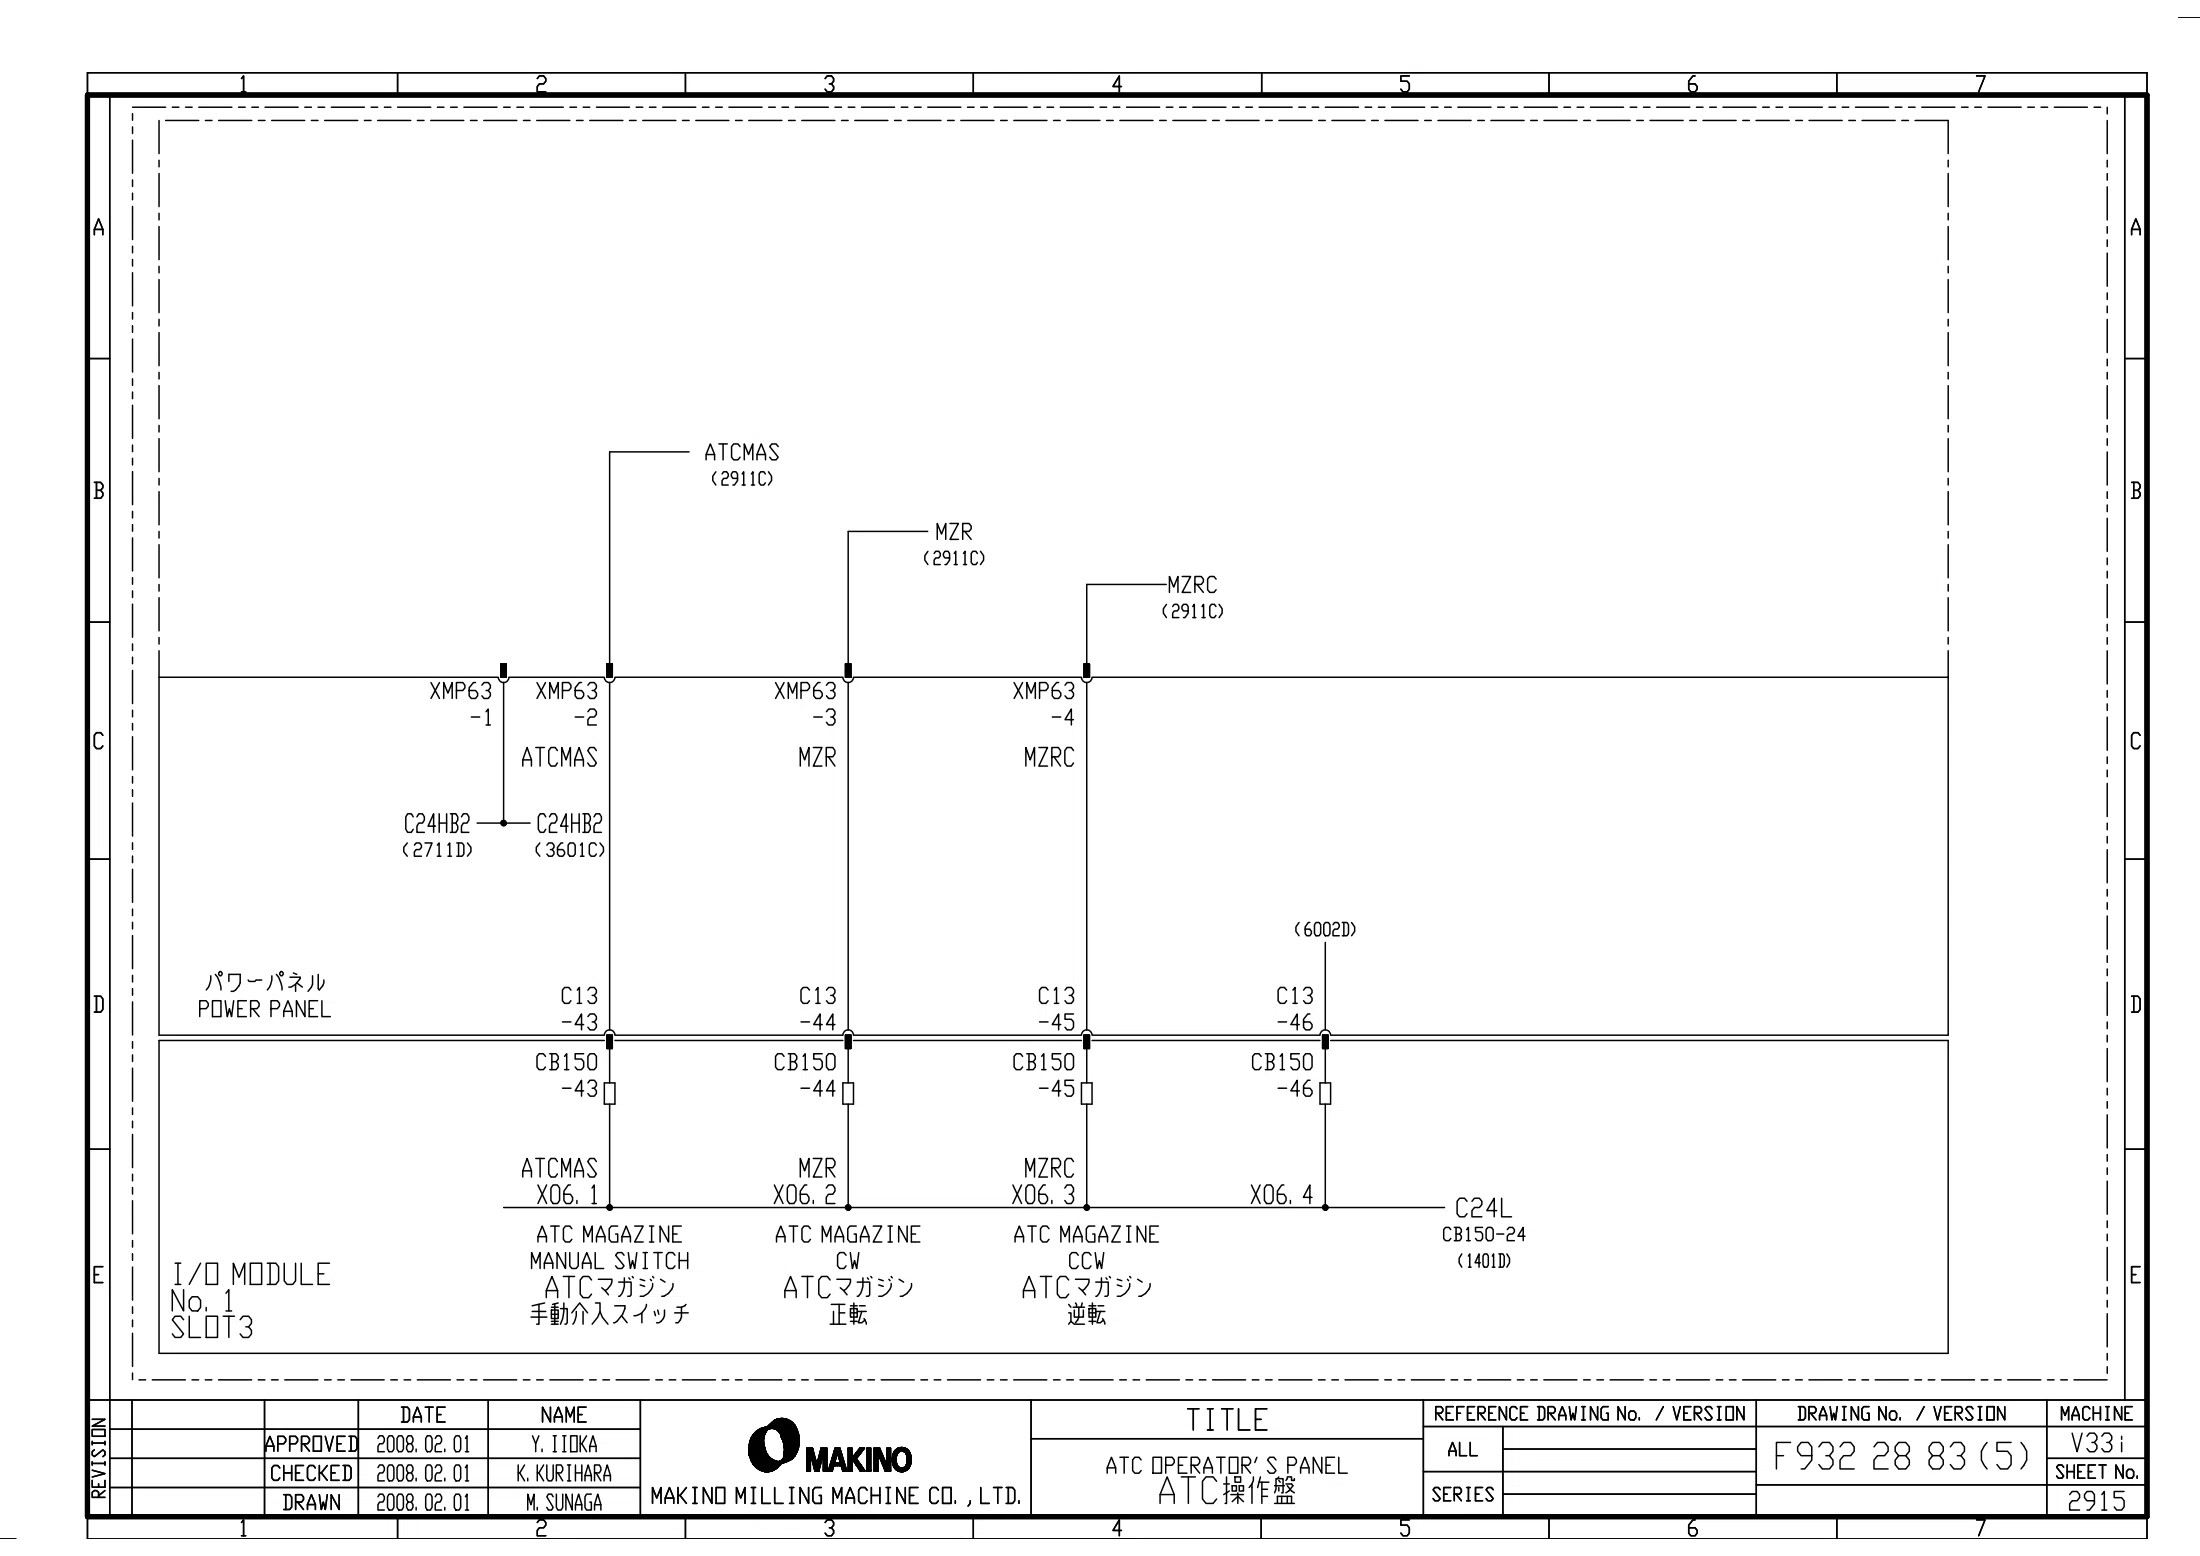 1 2 3 4 5 6 7
A A
ATCMAS
(2911C)
B B
MZR
(2911C)
MZRC
(2911C)
XMP63 XMP63 XMP63 XMP63
-1 -2 -3 -4
C C
ATCMAS MZR MZRC
C24HB2 C24HB2
(2711D) (3601C)
(6002D)
パワーパネル
POWER PANEL
D D
C13 C13 C13 C13
-43 -44 -45 -46
CB150 CB150 CB150 CB150
-43 -44 -45 -46
ATCMAS MZR MZRC
X06. 1 X06. 2 X06. 3 X06. 4
C24L
CB150-24
(1401D)
ATC MAGAZINE
MANUAL SWITCH
ATCマガジン
手動介入スイッチ
ATC MAGAZINE
CW
ATCマガジン
正転
ATC MAGAZINE
CCW
ATCマガジン
逆転
E E
I/O MODULE
No. 1
SLOT3
REVISION
DATE NAME
APPROVED 2008. 02. 01 Y. IIOKA
CHECKED 2008. 02. 01 K. KURIHARA
DRAWN 2008. 02. 01 M. SUNAGA
MAKINO
MAKINO MILLING MACHINE CO. , LTD.
TITLE
ATC OPERATOR' S PANEL
ATC操作盤
REFERENCE DRAWING No. / VERSION
ALL
SERIES
DRAWING No. / VERSION
F932 28 83 (5)
MACHINE
V33i
SHEET No.
2915
1 2 3 4 5 6 7